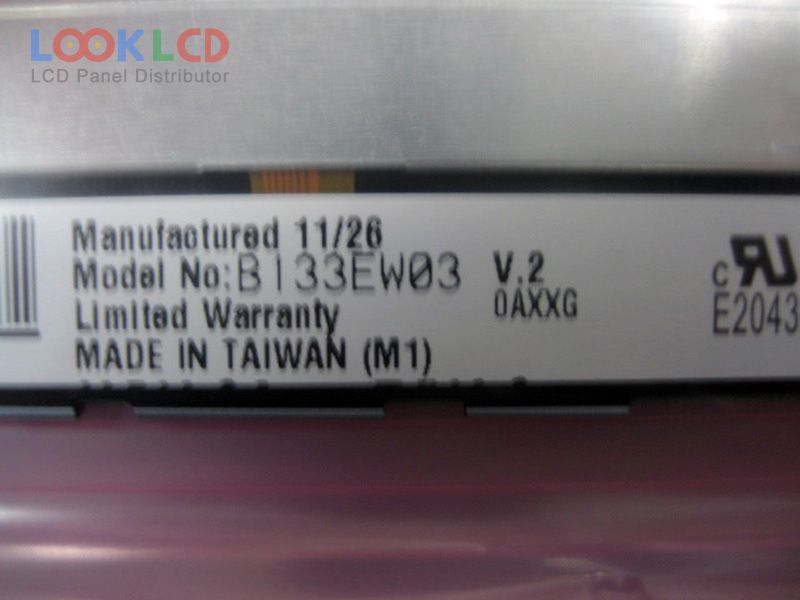 LOOKLCD
LCD Panel Distributor
Manufactured 11/26
Model No: B133EW03 V.2
0AXXG
Limited Warranty
MADE IN TAIWAN (M1)
c RU
E2043